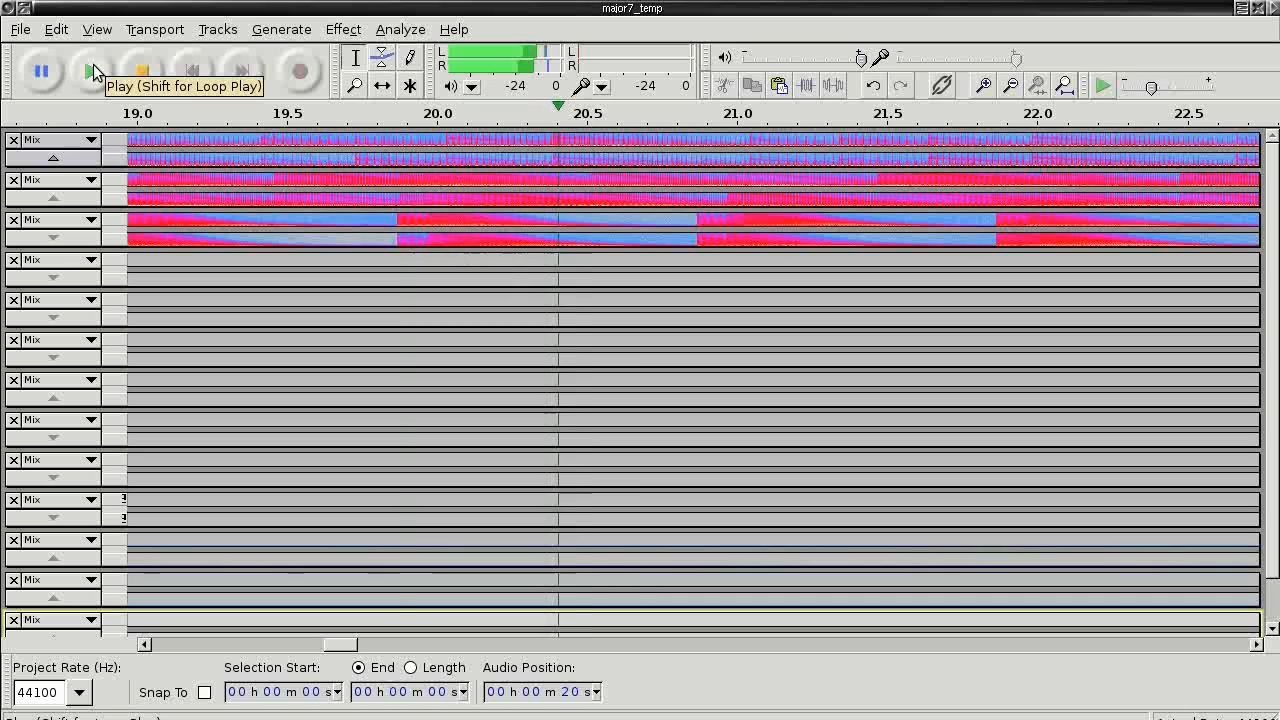 major7_temp
File Edit View Transport Tracks Generate Effect Analyze Help
L
R
L
R
Play (Shift for Loop Play)
-24 0
-24 0
- +
19.0 19.5 20.0 20.5 21.0 21.5 22.0 22.5
Mix
Mix
Mix
Mix
Mix
Mix
Mix
Mix
Mix
Mix
Mix
Mix
Mix
Project Rate (Hz):
Selection Start:
End
Length
Audio Position:
44100
Snap To
00 h 00 m 00 s
00 h 00 m 00 s
00 h 00 m 20 s